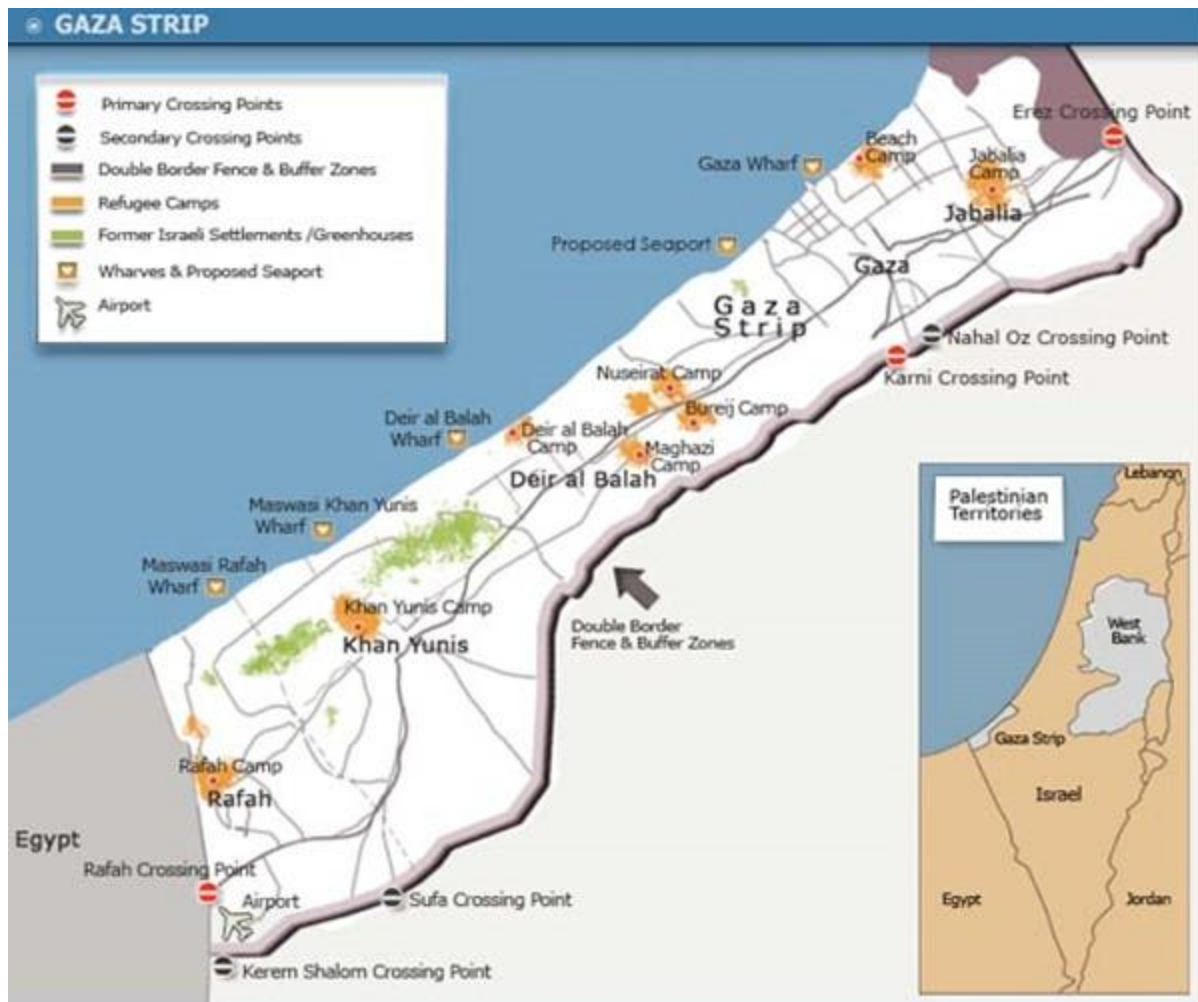 GAZA STRIP
Primary Crossing Points
Secondary Crossing Points
Double Border Fence & Buffer Zones
Refugee Camps
Former Israeli Settlements /Greenhouses
Wharves & Proposed Seaport
Airport
Erez Crossing Point
Beach
Camp
Jabalia
Camp
Jabalia
Gaza Wharf
Proposed Seaport
Gaza
Gaza
Strip
Nahal Oz Crossing Point
Karni Crossing Point
Nuseirat Camp
Bureij Camp
Deir al Balah
Wharf
Deir al Balah
Camp
Maghazi
Camp
Deir al Balah
Maswasi Khan Yunis
Wharf
Maswasi Rafah
Wharf
Khan Yunis Camp
Khan Yunis
Double Border
Fence & Buffer Zones
Rafah Camp
Rafah
Egypt
Rafah Crossing Point
Airport
Sufa Crossing Point
Kerem Shalom Crossing Point
Palestinian
Territories
Lebanon
West
Bank
Gaza Strip
Israel
Egypt
Jordan